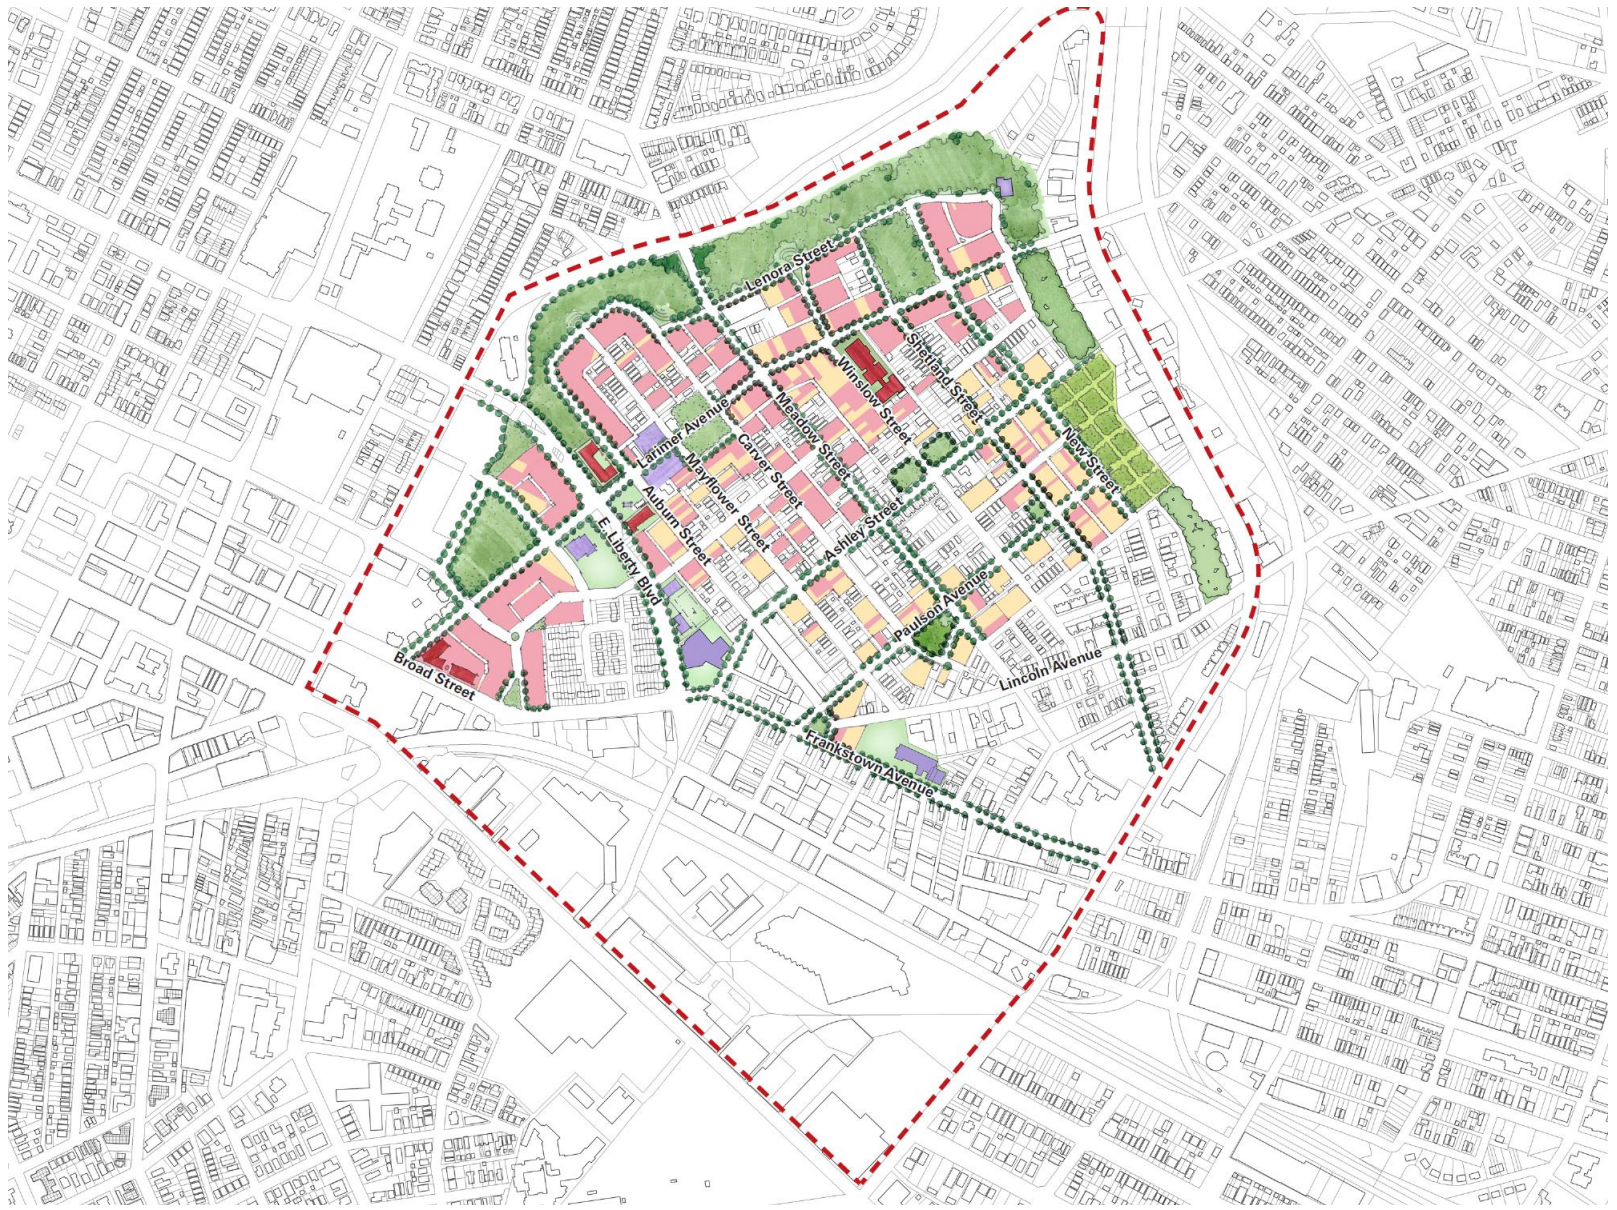 Lenora Street
Shetland Street
Winslow Street
Meadow Street
Larimer Avenue
Carver Street
Mayflower Street
New Street
Auburn Street
Ashley Street
E. Liberty Blvd
Paulson Avenue
Broad Street
Lincoln Avenue
Frankstown Avenue